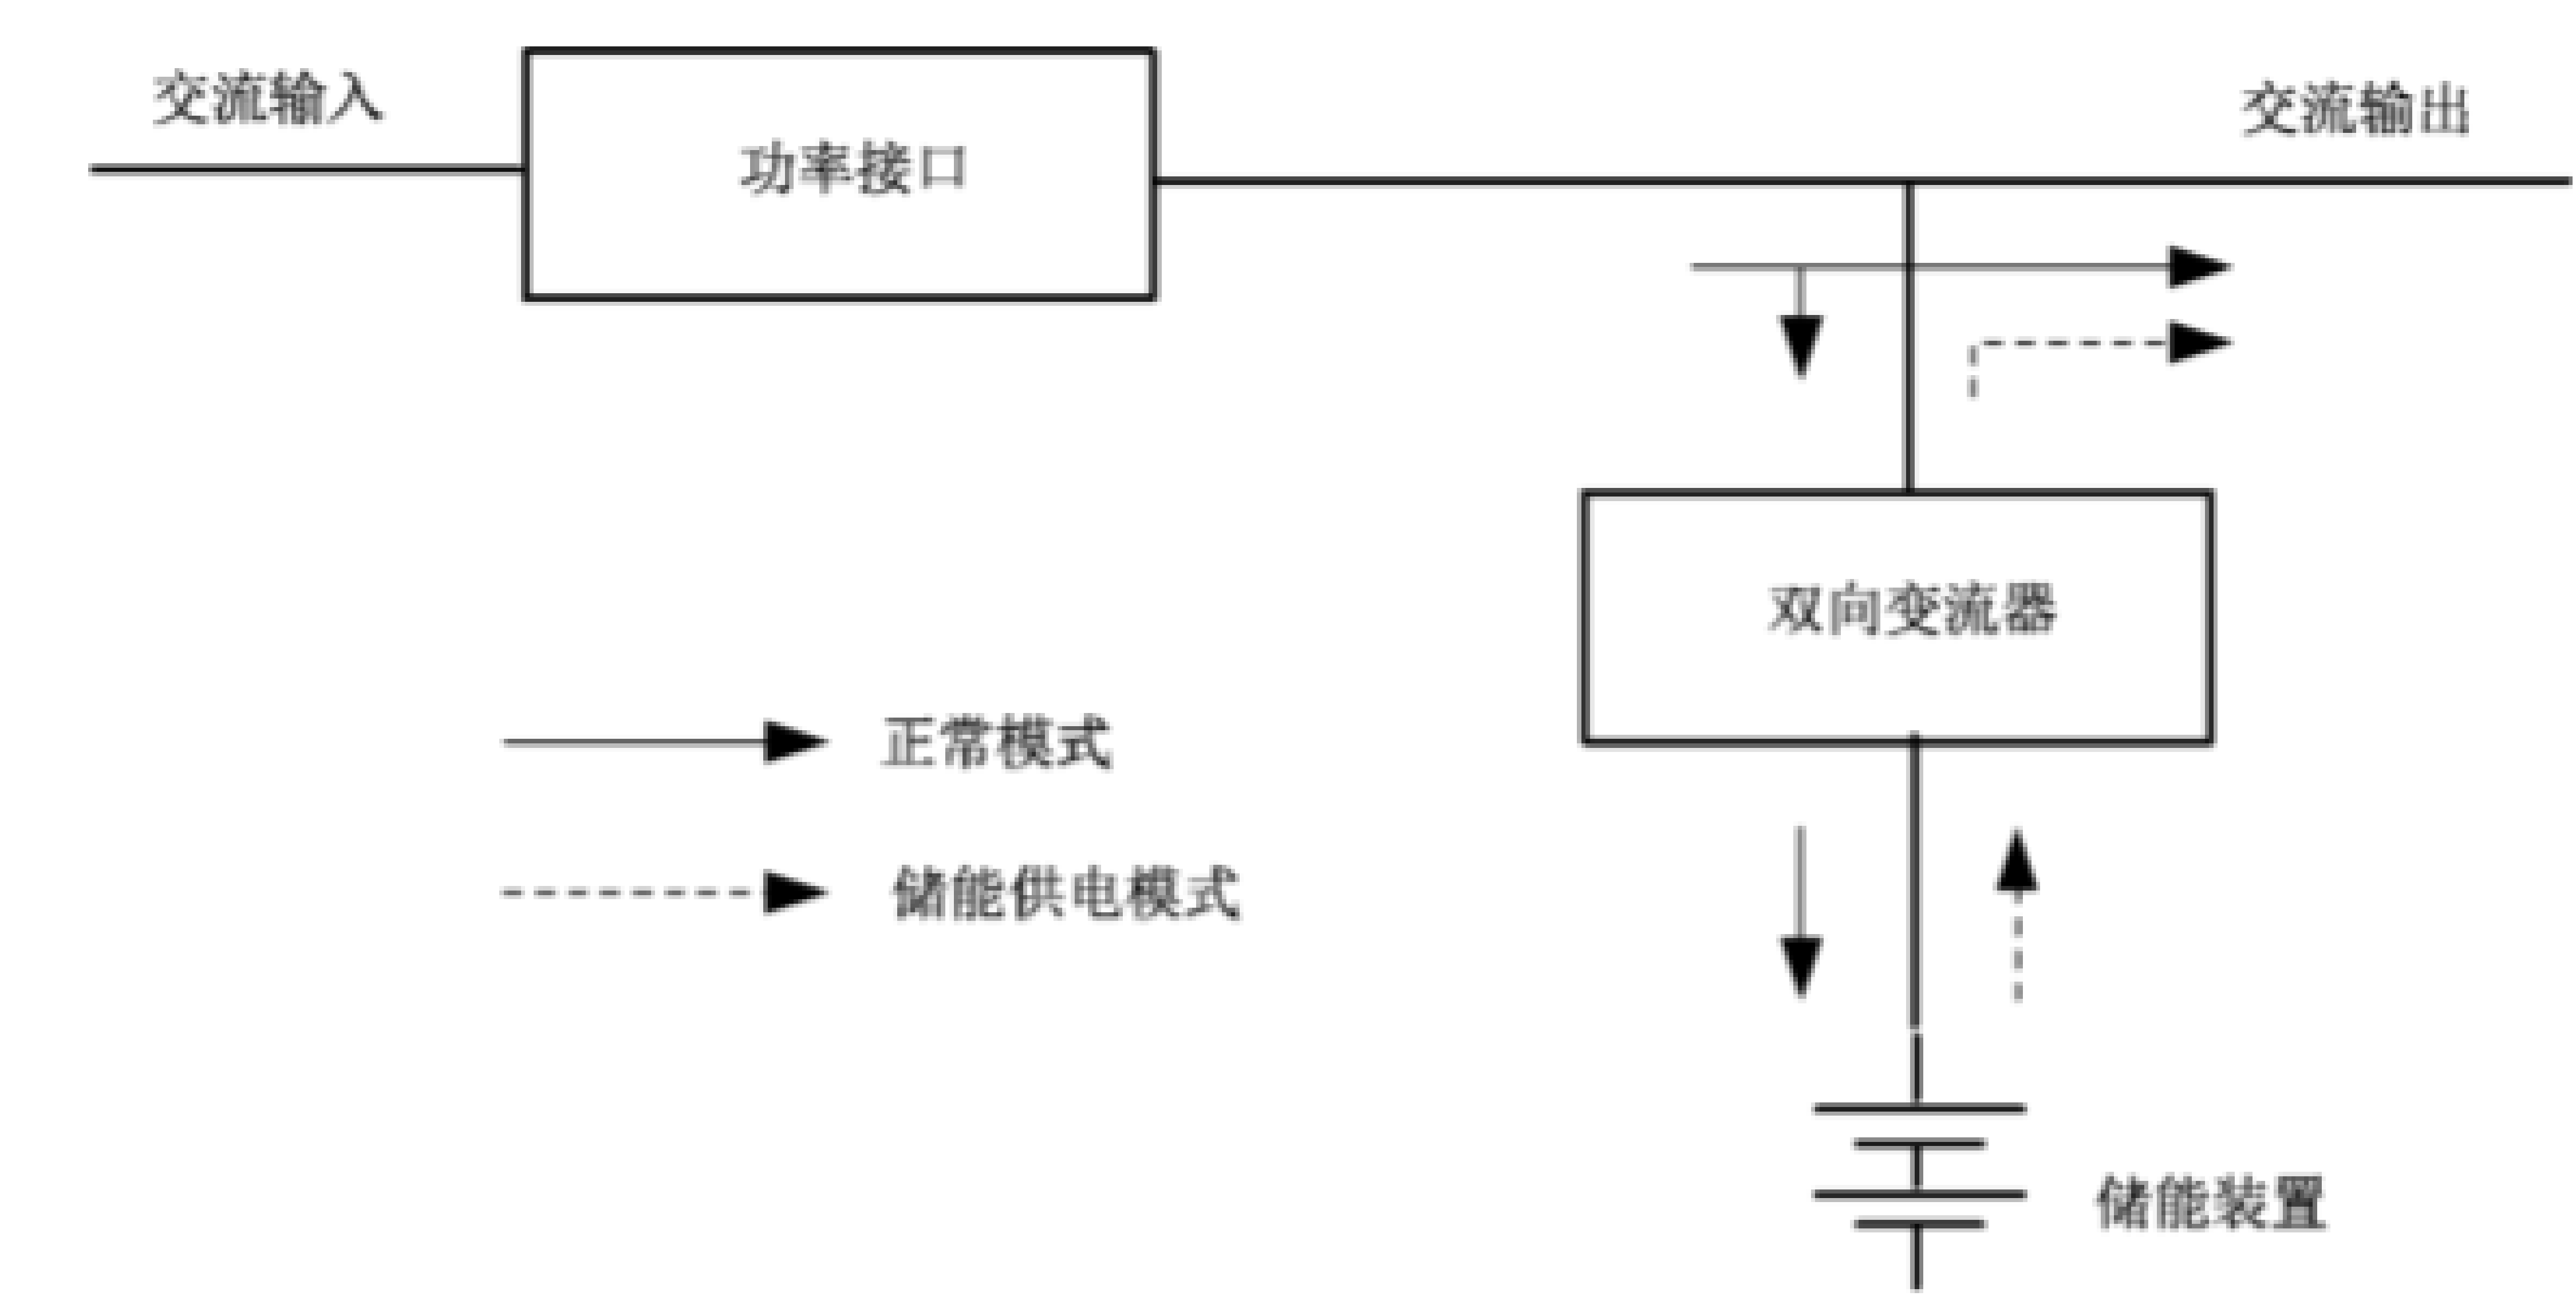 交流输入
功率接口
交流输出
双向变流器
正常模式
储能供电模式
储能装置